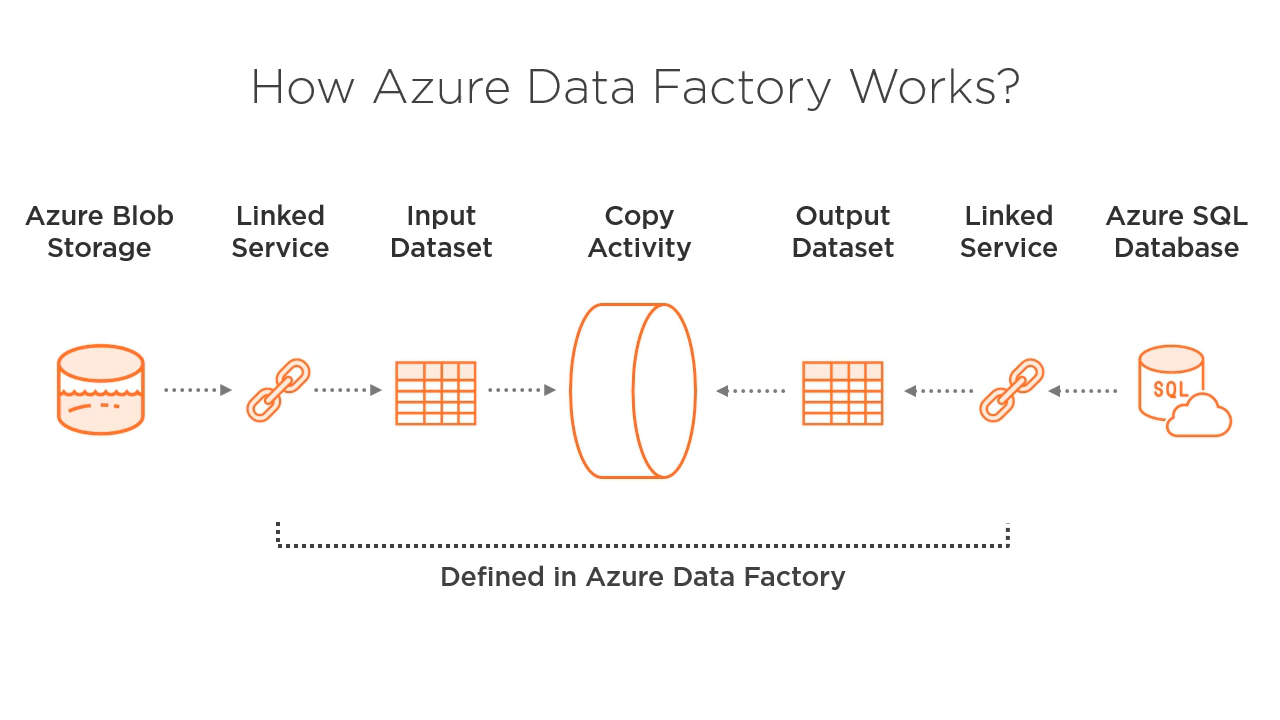 How Azure Data Factory Works?
Azure Blob
Storage
Linked
Service
Input
Dataset
Copy
Activity
Output
Dataset
Linked
Service
Azure SQL
Database
SQL
Defined in Azure Data Factory